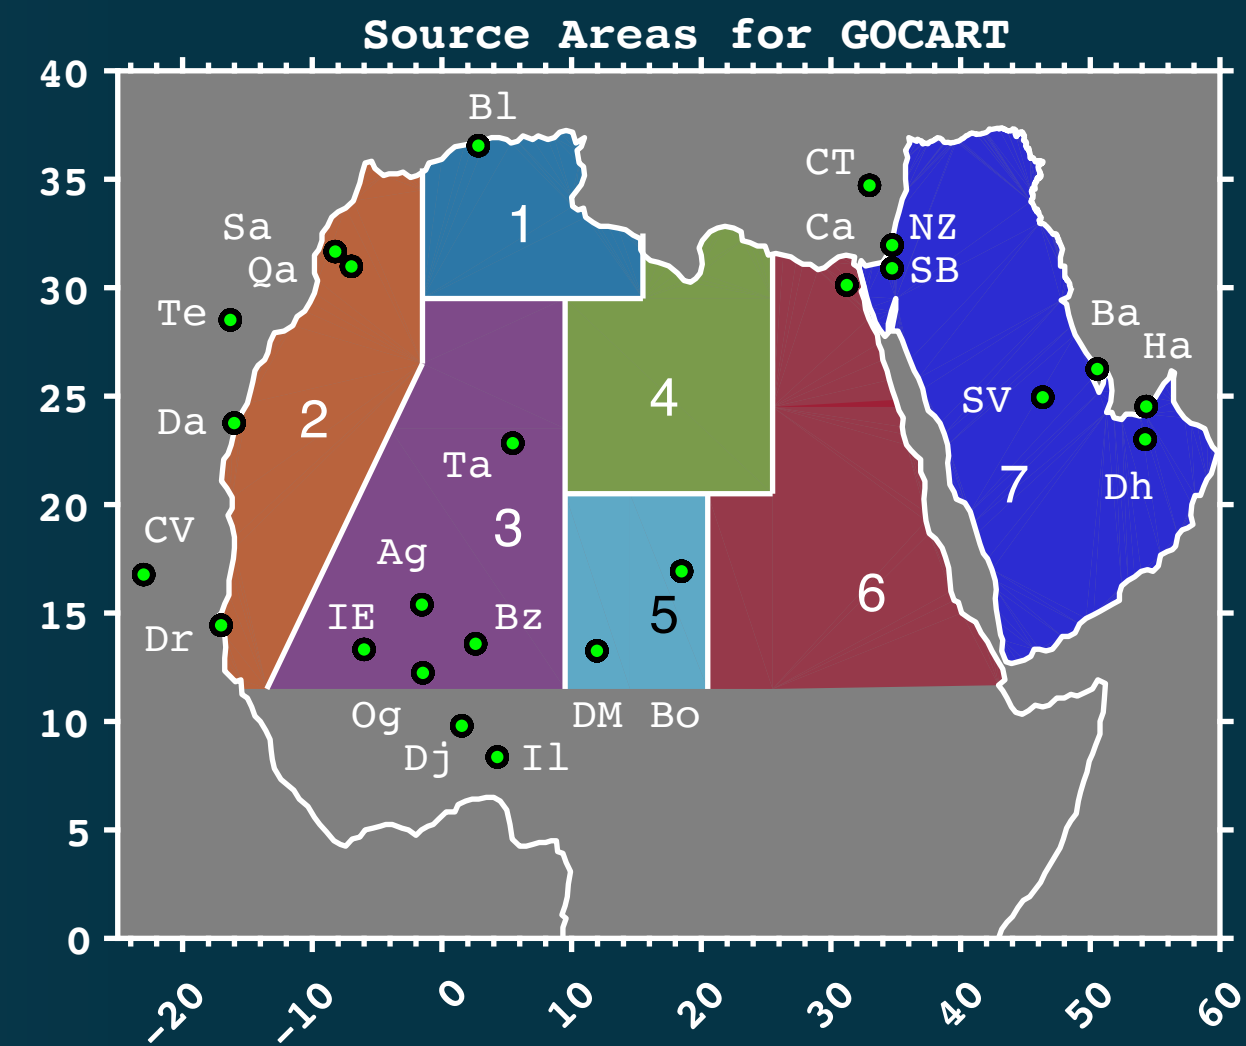 Source Areas for GOCART
40
Bl
CT
35
1
Sa
Ca
NZ
Qa
SB
30
Te
Ba
Ha
25
4
SV
Da
2
Ta
7
Dh
20
3
CV
Ag
6
15
IE
Bz
5
Dr
10
Og
DM
Bo
Dj
Il
5
0
-20
-10
0
10
20
30
40
50
60